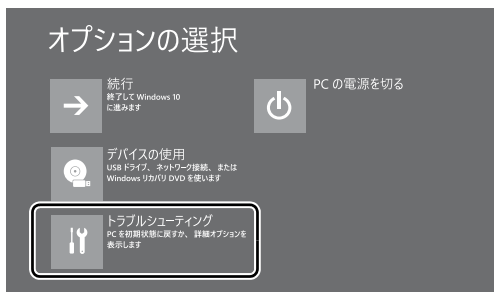 オプションの選択
続行
終了して Windows 10
に進みます
PC の電源を切る
デバイスの使用
USB ドライブ、ネットワーク接続、または
Windows リカバリ DVD を使います
トラブルシューティング
PC を初期状態に戻すか、詳細オプションを
表示します